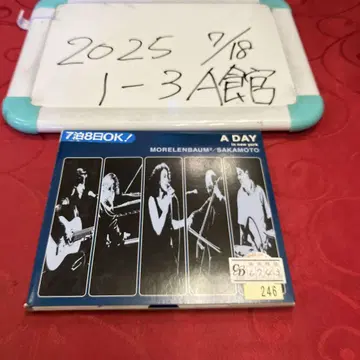 2025 7/18
1-3A館
7泊8日OK!
A DAY
in new york
MORELENBAUM²/SAKAMOTO
246